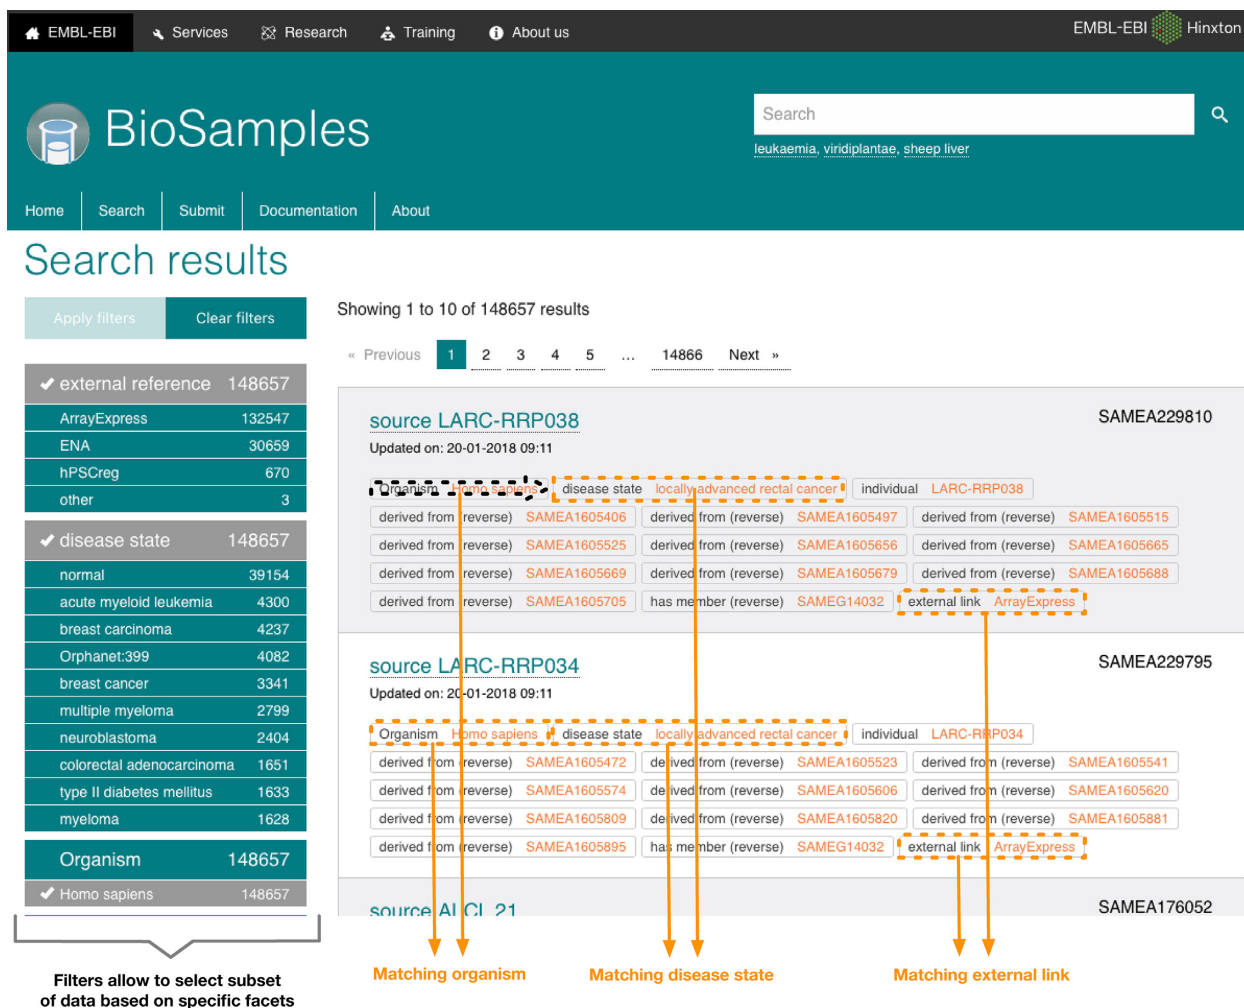 EMBL-EBI Services Research Training About us EMBL-EBI Hinxton
BioSamples
Search
leukaemia, viridiplantae, sheep liver
Home Search Submit Documentation About
Search results
Apply filters Clear filters
external reference 148657
ArrayExpress 132547
ENA 30659
hPSCreg 670
other 3
disease state 148657
normal 39154
acute myeloid leukemia 4300
breast carcinoma 4237
Orphanet:399 4082
breast cancer 3341
multiple myeloma 2799
neuroblastoma 2404
colorectal adenocarcinoma 1651
type II diabetes mellitus 1633
myeloma 1628
Organism 148657
Homo sapiens 148657
Filters allow to select subset
of data based on specific facets
Showing 1 to 10 of 148657 results
« Previous 1 2 3 4 5 ... 14866 Next »
source LARC-RRP038 SAMEA229810
Updated on: 20-01-2018 09:11
Organism Homo sapiens disease state locally advanced rectal cancer individual LARC-RRP038
derived from (reverse) SAMEA1605406 derived from (reverse) SAMEA1605497 derived from (reverse) SAMEA1605515
derived from (reverse) SAMEA1605525 derived from (reverse) SAMEA1605656 derived from (reverse) SAMEA1605665
derived from (reverse) SAMEA1605669 derived from (reverse) SAMEA1605679 derived from (reverse) SAMEA1605688
derived from (reverse) SAMEA1605705 has member (reverse) SAMEG14032 external link ArrayExpress
source LARC-RRP034 SAMEA229795
Updated on: 20-01-2018 09:11
Organism Homo sapiens disease state locally advanced rectal cancer individual LARC-RRP034
derived from (reverse) SAMEA1605472 derived from (reverse) SAMEA1605523 derived from (reverse) SAMEA1605541
derived from (reverse) SAMEA1605574 derived from (reverse) SAMEA1605606 derived from (reverse) SAMEA1605620
derived from (reverse) SAMEA1605809 derived from (reverse) SAMEA1605820 derived from (reverse) SAMEA1605881
derived from (reverse) SAMEA1605895 has member (reverse) SAMEG14032 external link ArrayExpress
source ALCL 21 SAMEA176052
Matching organism Matching disease state Matching external link